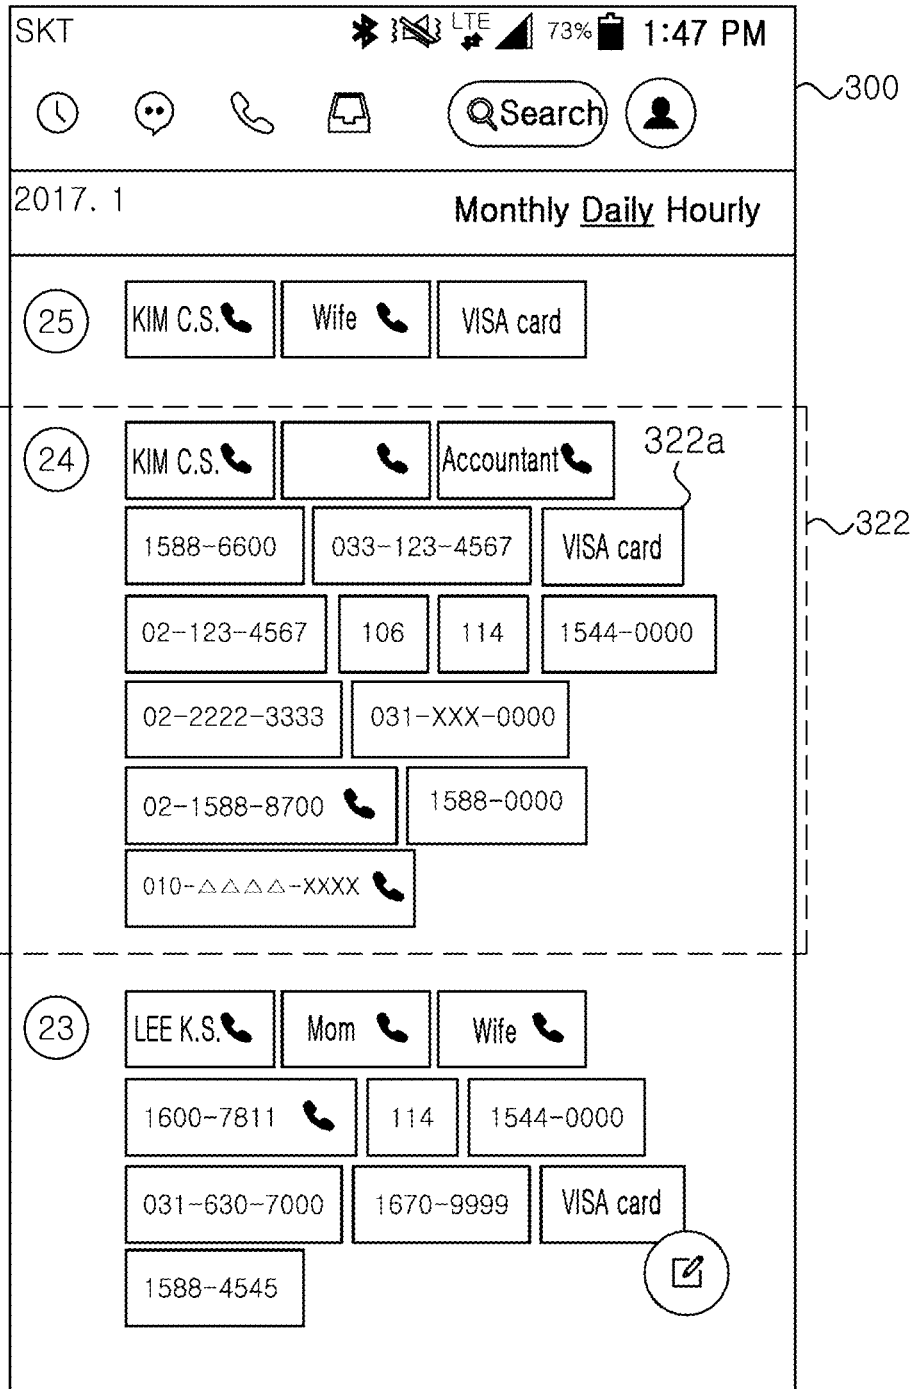 SKT LTE 73% 1:47 PM
Search
300
2017. 1 Monthly Daily Hourly
25 KIM C.S. Wife VISA card
24 KIM C.S. Accountant 322a
1588-6600 033-123-4567 VISA card 322
02-123-4567 106 114 1544-0000
02-2222-3333 031-XXX-0000
02-1588-8700 1588-0000
010-△△△△-XXXX
23 LEE K.S. Mom Wife
1600-7811 114 1544-0000
031-630-7000 1670-9999 VISA card
1588-4545